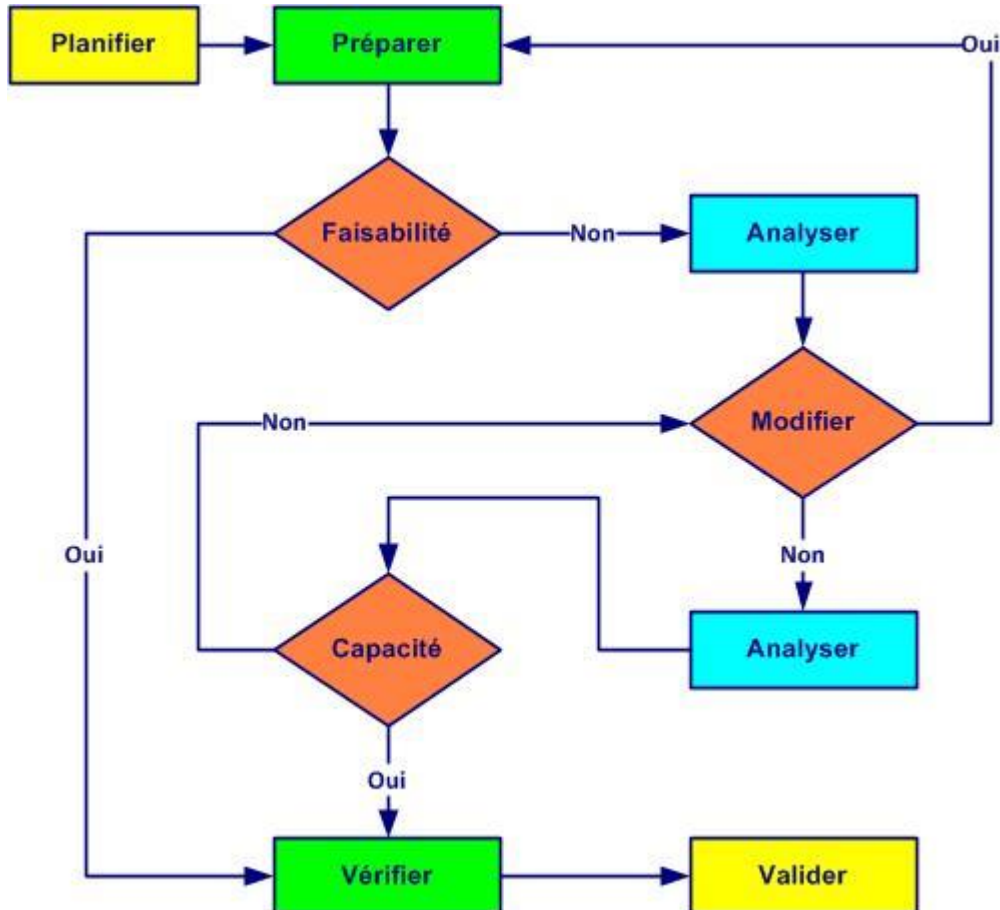 Planifier
Préparer
Oui
Faisabilité
Non
Analyser
Non
Modifier
Oui
Non
Capacité
Analyser
Oui
Vérifier
Valider